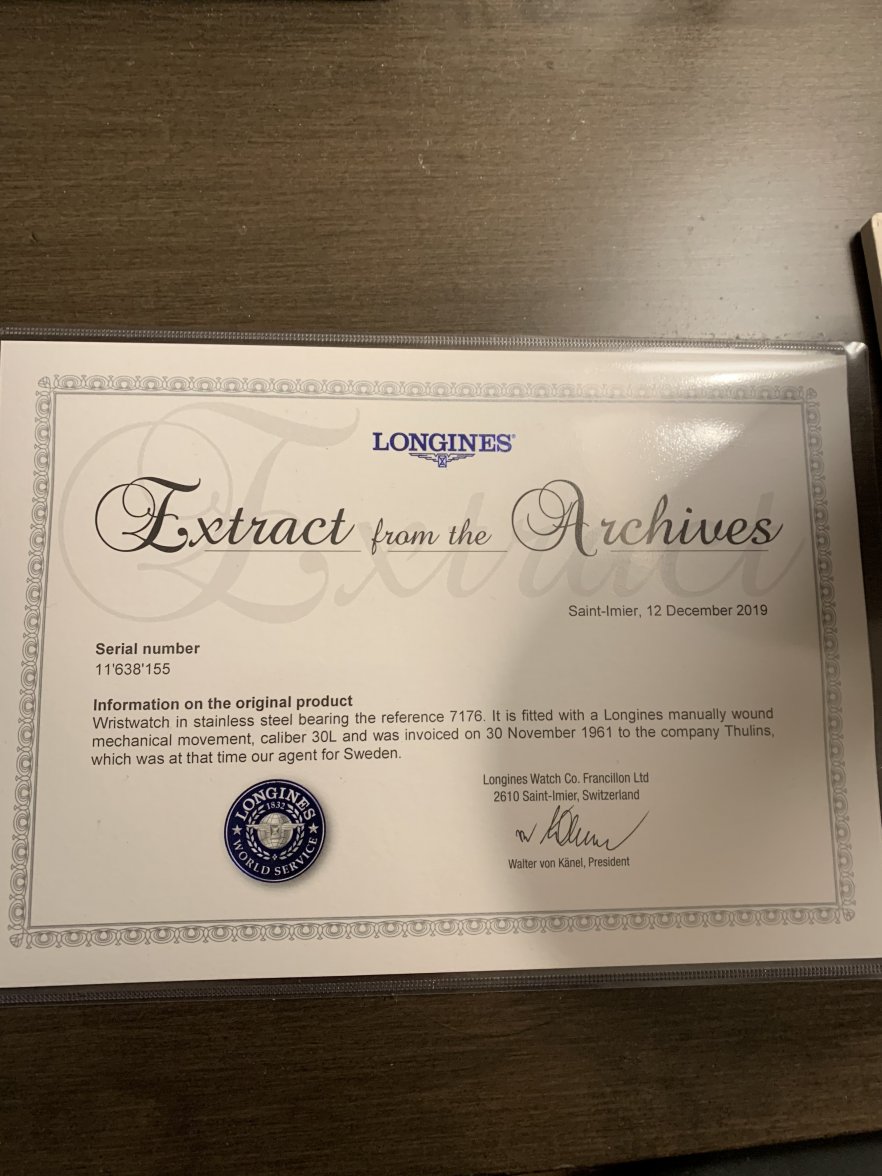 LONGINES®
Extract from the Archives
Saint-Imier, 12 December 2019
Serial number
11'638'155
Information on the original product
Wristwatch in stainless steel bearing the reference 7176. It is fitted with a Longines manually wound
mechanical movement, caliber 30L and was invoiced on 30 November 1961 to the company Thulins,
which was at that time our agent for Sweden.
Longines Watch Co. Francillon Ltd
2610 Saint-Imier, Switzerland
Walter von Känel, President
LONGINES
1832
WORLD SERVICE
Extract